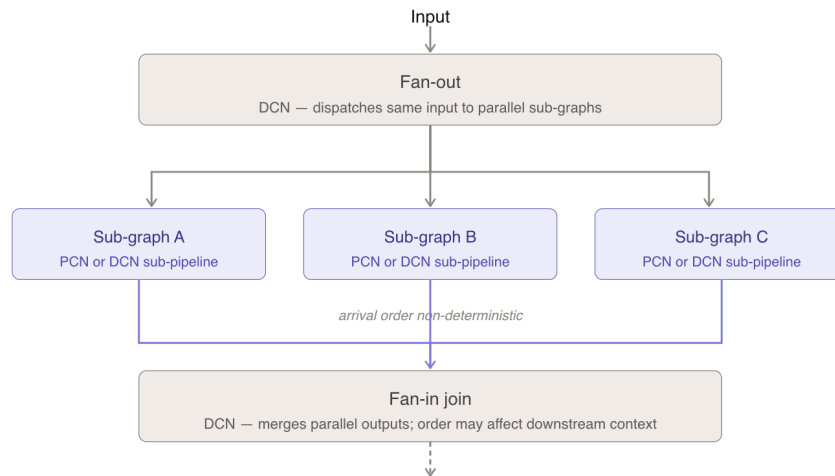 Input
Fan-out
DCN — dispatches same input to parallel sub-graphs
Sub-graph A
PCN or DCN sub-pipeline
Sub-graph B
PCN or DCN sub-pipeline
Sub-graph C
PCN or DCN sub-pipeline
arrival order non-deterministic
Fan-in join
DCN — merges parallel outputs; order may affect downstream context